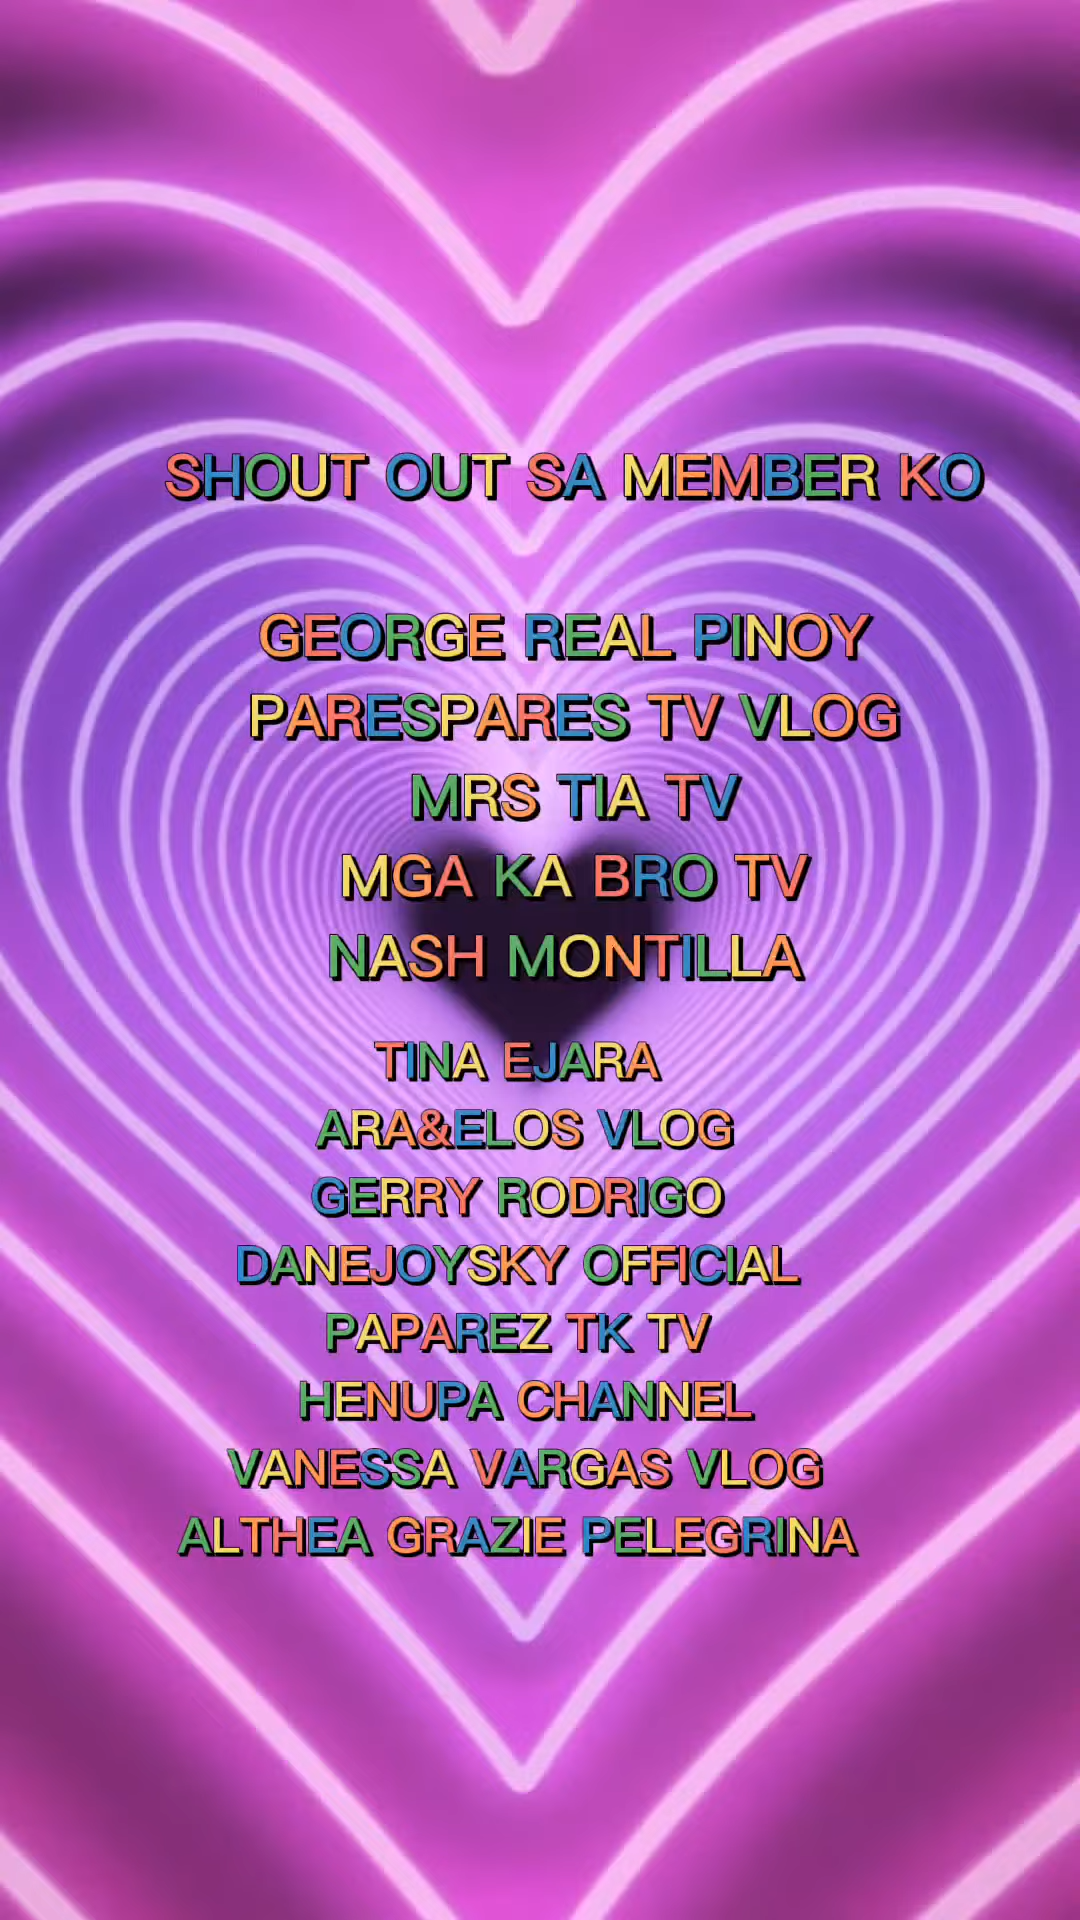 SHOUT OUT SA MEMBER KO
GEORGE REAL PINOY
PARESPARES TV VLOG
MRS TIA TV
MGA KA BRO TV
NASH MONTILLA
TINA EJARA
ARA&ELOS VLOG
GERRY RODRIGO
DANEJOYSKY OFFICIAL
PAPAREZ TK TV
HENUPA CHANNEL
VANESSA VARGAS VLOG
ALTHEA GRAZIE PELEGRINA